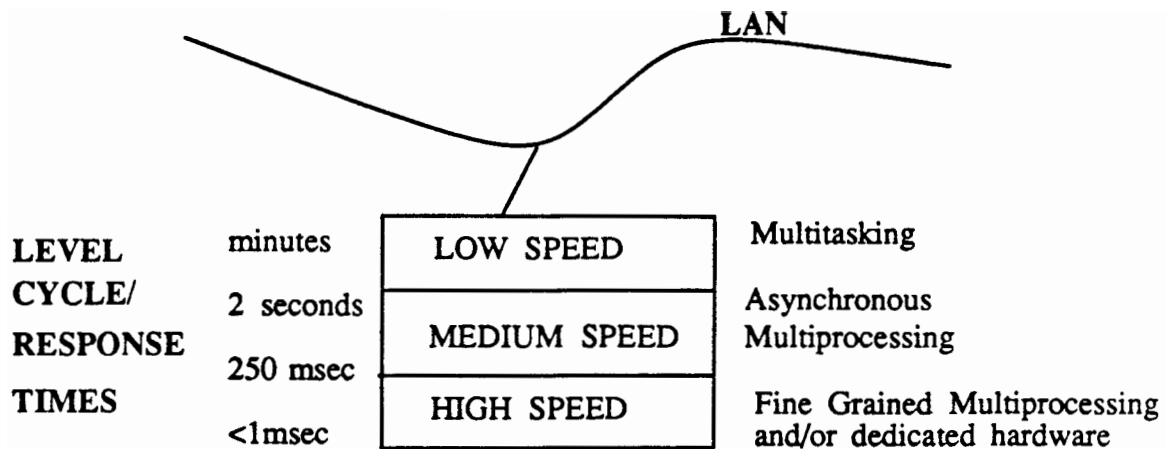 LAN
LEVEL
CYCLE/
RESPONSE
TIMES
minutes
2 seconds
250 msec
<1msec
LOW SPEED
MEDIUM SPEED
HIGH SPEED
Multitasking
Asynchronous
Multiprocessing
Fine Grained Multiprocessing
and/or dedicated hardware